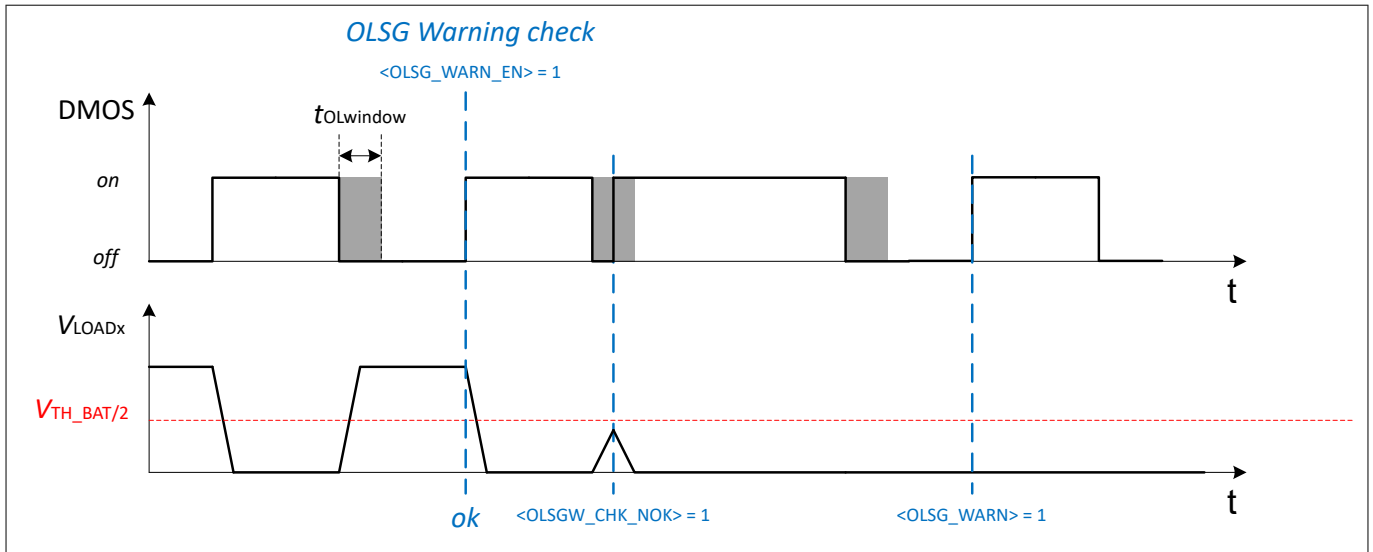 OLSG Warning check
<OLSG_WARN_EN> = 1
DMOS
tOLwindow
on
off
t
VLOADx
VTH_BAT/2
t
ok
<OLSGW_CHK_NOK> = 1
<OLSG_WARN> = 1